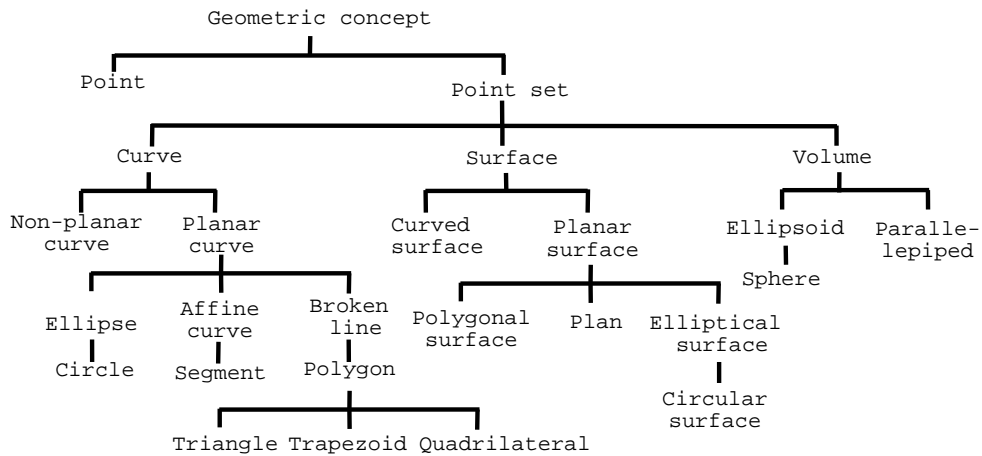 Geometric concept
Point
Point set
Curve
Surface
Volume
Non-planar
curve
Planar
curve
Curved
surface
Planar
surface
Ellipsoid
Paralle-
lepiped
Sphere
Ellipse
Affine
curve
Broken
line
Polygonal
surface
Plan
Elliptical
surface
Circle
Segment
Polygon
Circular
surface
Triangle Trapezoid Quadrilateral